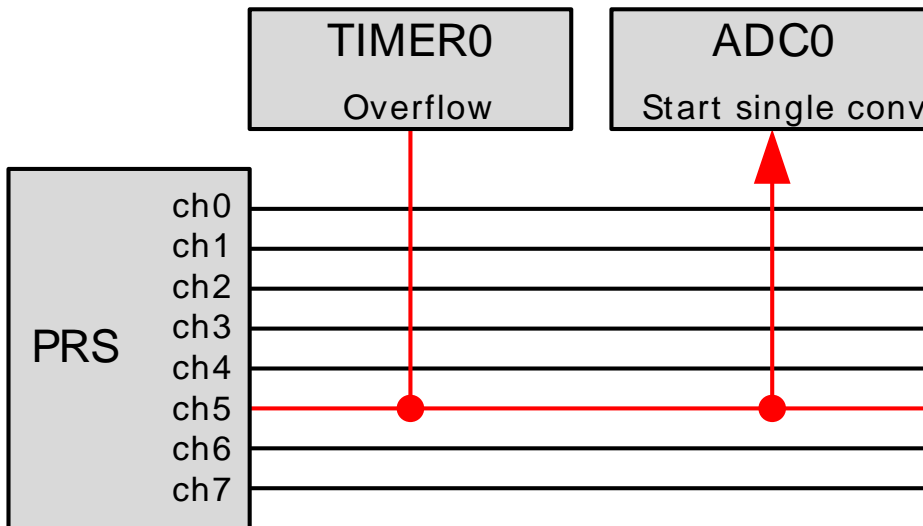 TIMER0
ADC0
Overflow
Start single conv
ch0
ch1
ch2
ch3
PRS
ch4
ch5
ch6
ch7